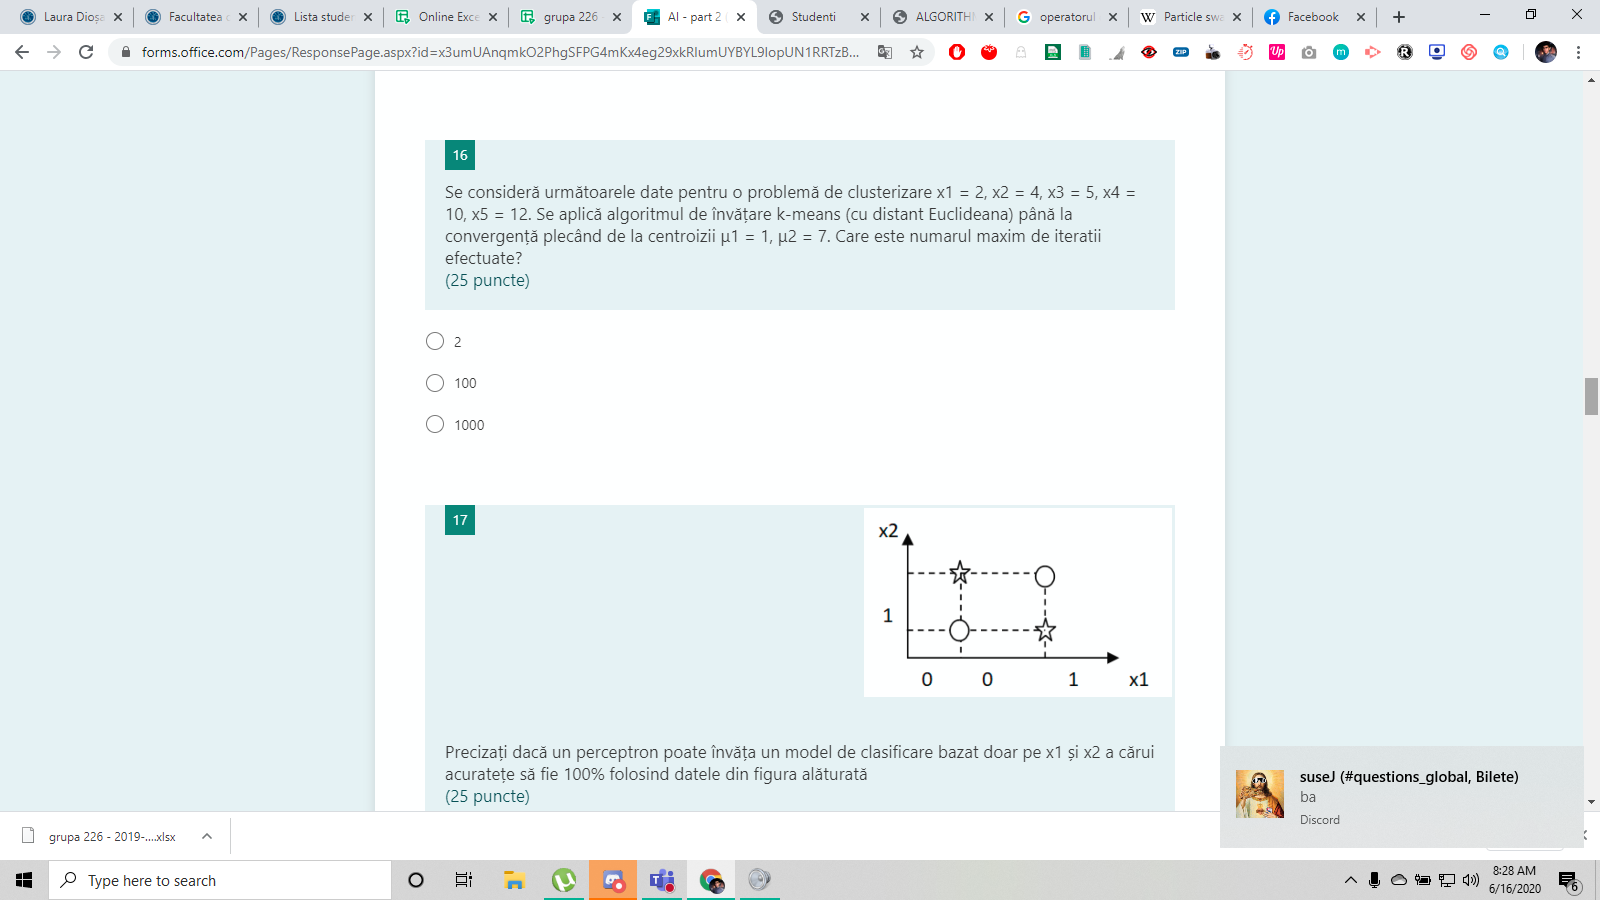 Laura Dioșa
Facultatea c
Lista studer
Online Exce
grupa 226 -
AI - part 2 (
Studenti
ALGORITHM
operatorul
Particle swa
Facebook
forms.office.com/Pages/ResponsePage.aspx?id=x3umUAnqmkO2PhgSFPG4mKx4eg29xkRIumUYBYL9IopUN1RRTzB...
16
Se consideră următoarele date pentru o problemă de clusterizare x1 = 2, x2 = 4, x3 = 5, x4 =
10, x5 = 12. Se aplică algoritmul de învățare k-means (cu distant Euclideana) până la
convergență plecând de la centroizii µ1 = 1, µ2 = 7. Care este numarul maxim de iteratii
efectuate?
(25 puncte)
2
100
1000
17
x2
1
0 0 1 x1
Precizați dacă un perceptron poate învăța un model de clasificare bazat doar pe x1 și x2 a cărui
acuratețe să fie 100% folosind datele din figura alăturată
(25 puncte)
suseJ (#questions_global, Bilete)
ba
Discord
grupa 226 - 2019-....xlsx
Type here to search
8:28 AM
6/16/2020
6